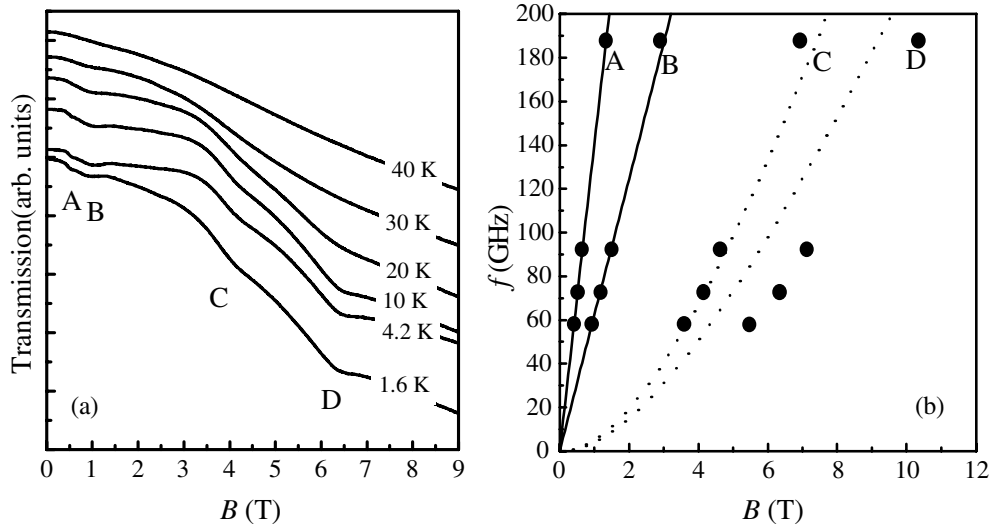 Transmission(arb. units)
A
B
C
D
40 K
30 K
20 K
10 K
4.2 K
1.6 K
(a)
0 1 2 3 4 5 6 7 8 9
B (T)
f (GHz)
200
180
160
140
120
100
80
60
40
20
0
A
B
C
D
(b)
0 2 4 6 8 10 12
B (T)